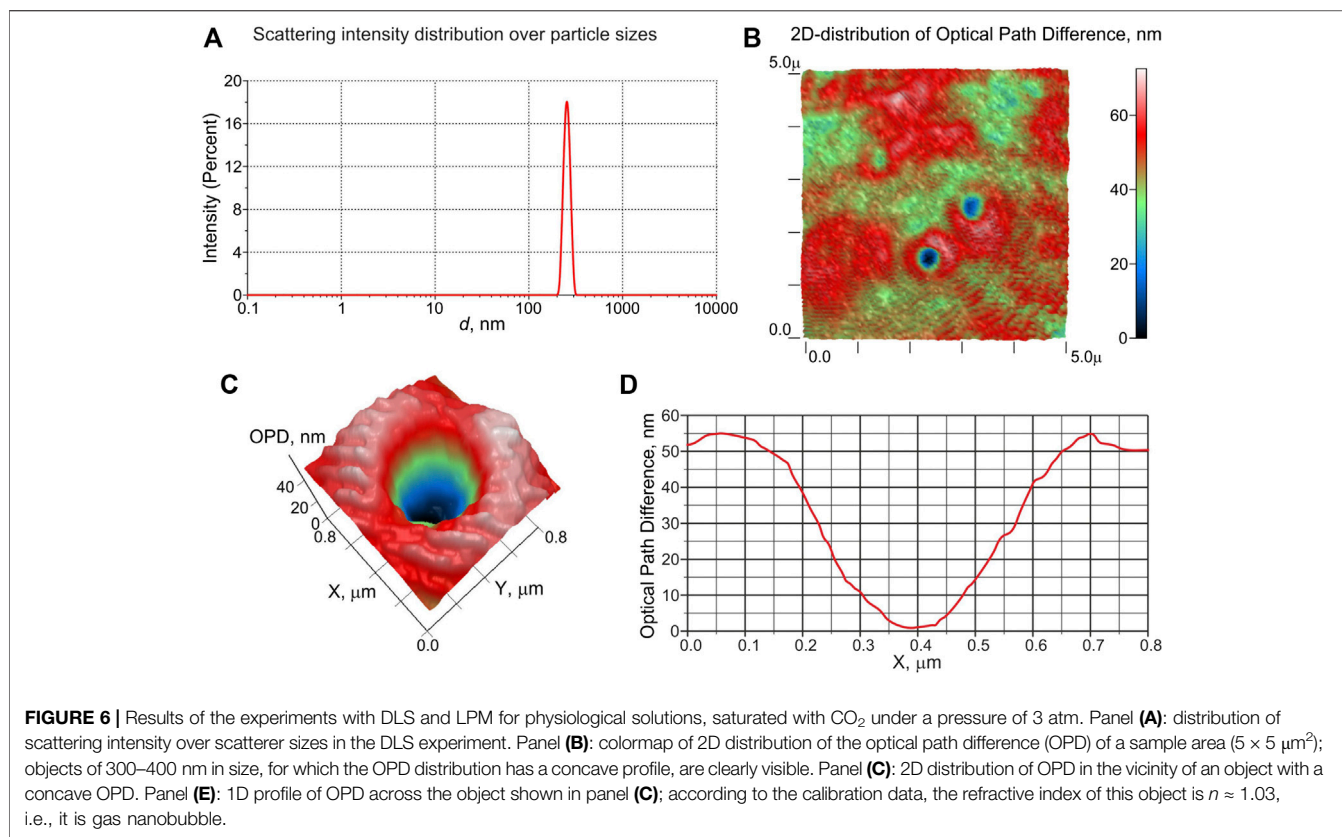 A Scattering intensity distribution over particle sizes
Intensity (Percent)
20
16
12
8
4
0
0.1 1 10 100 1000 10000
d, nm
B 2D-distribution of Optical Path Difference, nm
5.0μ
0.0
0.0 5.0μ
60
40
20
0
C
OPD, nm
40
20
0
0.8
X, μm
Y, μm
0.8
0.0
D
Optical Path Difference, nm
60
50
40
30
20
10
0
0.0 0.1 0.2 0.3 0.4 0.5 0.6 0.7 0.8
X, μm
FIGURE 6 | Results of the experiments with DLS and LPM for physiological solutions, saturated with CO₂ under a pressure of 3 atm. Panel (A): distribution of
scattering intensity over scatterer sizes in the DLS experiment. Panel (B): colormap of 2D distribution of the optical path difference (OPD) of a sample area (5 × 5 μm²);
objects of 300–400 nm in size, for which the OPD distribution has a concave profile, are clearly visible. Panel (C): 2D distribution of OPD in the vicinity of an object with a
concave OPD. Panel (E): 1D profile of OPD across the object shown in panel (C); according to the calibration data, the refractive index of this object is n ≈ 1.03,
i.e., it is gas nanobubble.